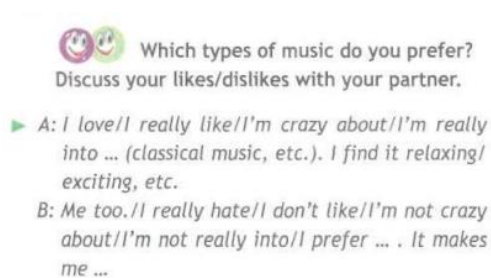 Which types of music do you prefer?
Discuss your likes/dislikes with your partner.
► A: I love/I really like/I'm crazy about/I'm really
into ... (classical music, etc.). I find it relaxing/
exciting, etc.
B: Me too./I really hate/I don't like/I'm not crazy
about/I'm not really into/I prefer ... . It makes
me ...